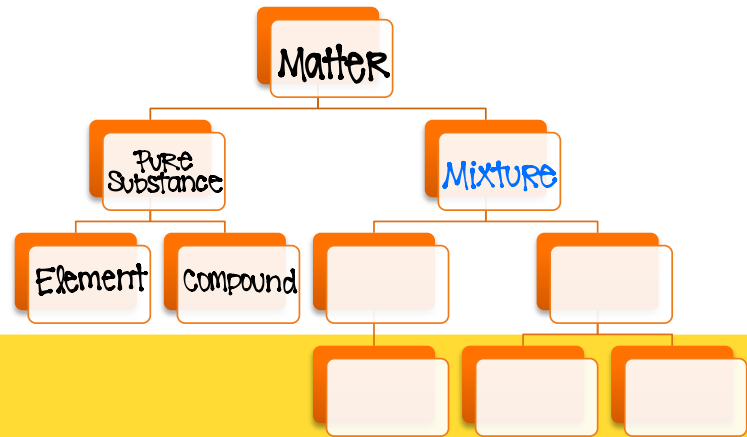 Matter
Pure
Substance
Mixture
Element
Compound